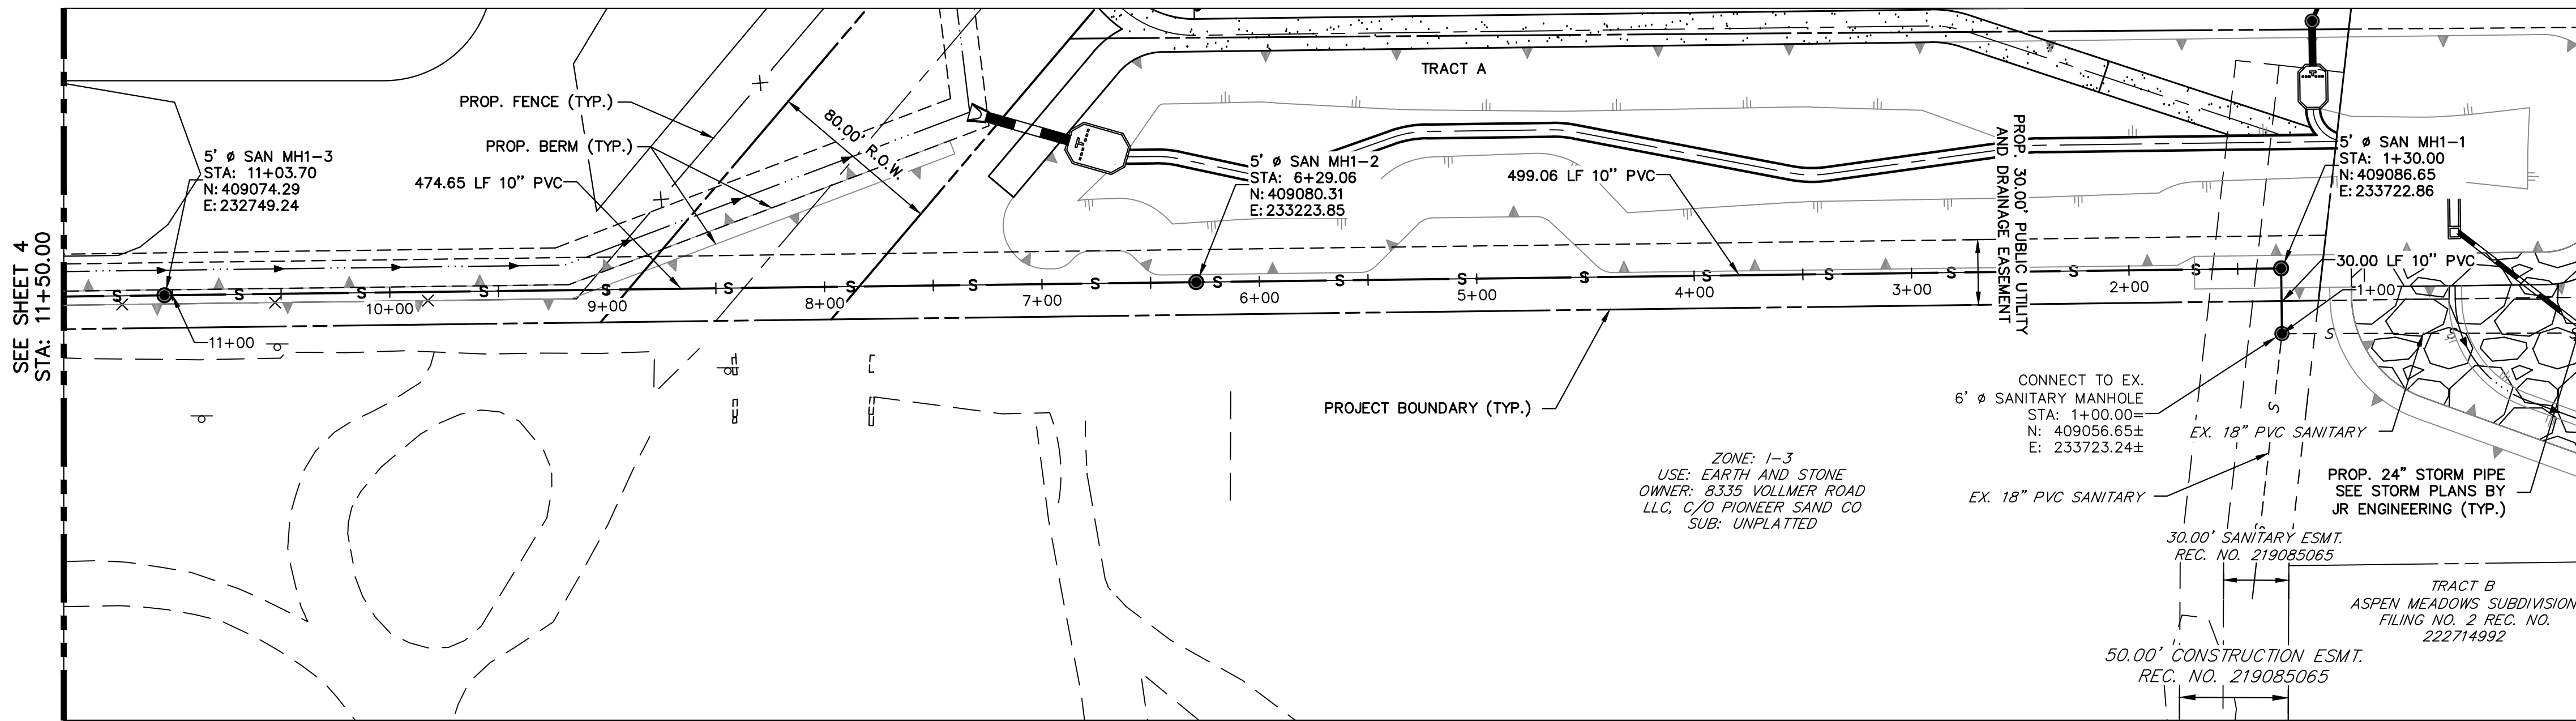 SEE SHEET 4
STA: 11+50.00
5' ø SAN MH1-3
STA: 11+03.70
N: 409074.29
E: 232749.24
PROP. FENCE (TYP.)
PROP. BERM (TYP.)
474.65 LF 10" PVC
80.00' R.O.W.
TRACT A
5' ø SAN MH1-2
STA: 6+29.06
N: 409080.31
E: 233223.85
499.06 LF 10" PVC
PROP. 30.00' PUBLIC UTILITY
AND DRAINAGE EASEMENT
5' ø SAN MH1-1
STA: 1+30.00
N: 409086.65
E: 233722.86
30.00 LF 10" PVC
1+00
S S S S S S S S S S S S S S S S S S
11+00
10+00
9+00
8+00
7+00
6+00
5+00
4+00
3+00
2+00
S S S
S
S
PROJECT BOUNDARY (TYP.)
CONNECT TO EX.
6' ø SANITARY MANHOLE
STA: 1+00.00=
N: 409056.65±
E: 233723.24±
EX. 18" PVC SANITARY
EX. 18" PVC SANITARY
ZONE: I-3
USE: EARTH AND STONE
OWNER: 8335 VOLLMER ROAD
LLC, C/O PIONEER SAND CO
SUB: UNPLATTED
PROP. 24" STORM PIPE
SEE STORM PLANS BY
JR ENGINEERING (TYP.)
30.00' SANITARY ESMT.
REC. NO. 219085065
TRACT B
ASPEN MEADOWS SUBDIVISION
FILING NO. 2 REC. NO.
222714992
50.00' CONSTRUCTION ESMT.
REC. NO. 219085065